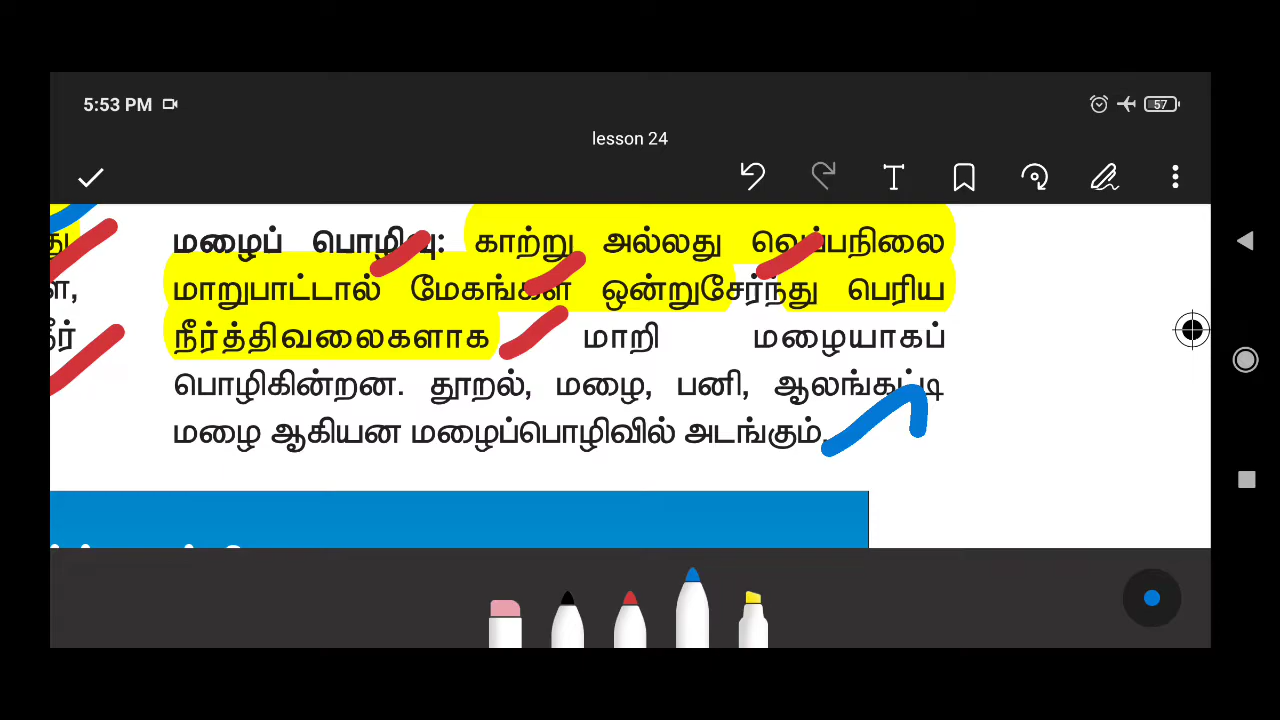 5:53 PM
57
lesson 24
மழைப் பொழிவு: காற்று அல்லது வெப்பநிலை
மாறுபாட்டால் மேகங்கள் ஒன்றுசேர்ந்து பெரிய
நீர்த்திவலைகளாக மாறி மழையாகப்
பொழிகின்றன. தூறல், மழை, பனி, ஆலங்கட்டி
மழை ஆகியன மழைப்பொழிவில் அடங்கும்.